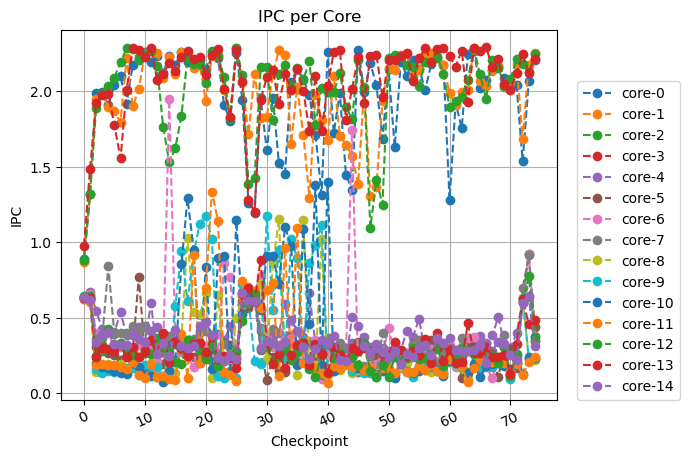 IPC per Core
IPC
2.0
1.5
1.0
0.5
0.0
0
10
20
30
40
50
60
70
Checkpoint
core-0
core-1
core-2
core-3
core-4
core-5
core-6
core-7
core-8
core-9
core-10
core-11
core-12
core-13
core-14